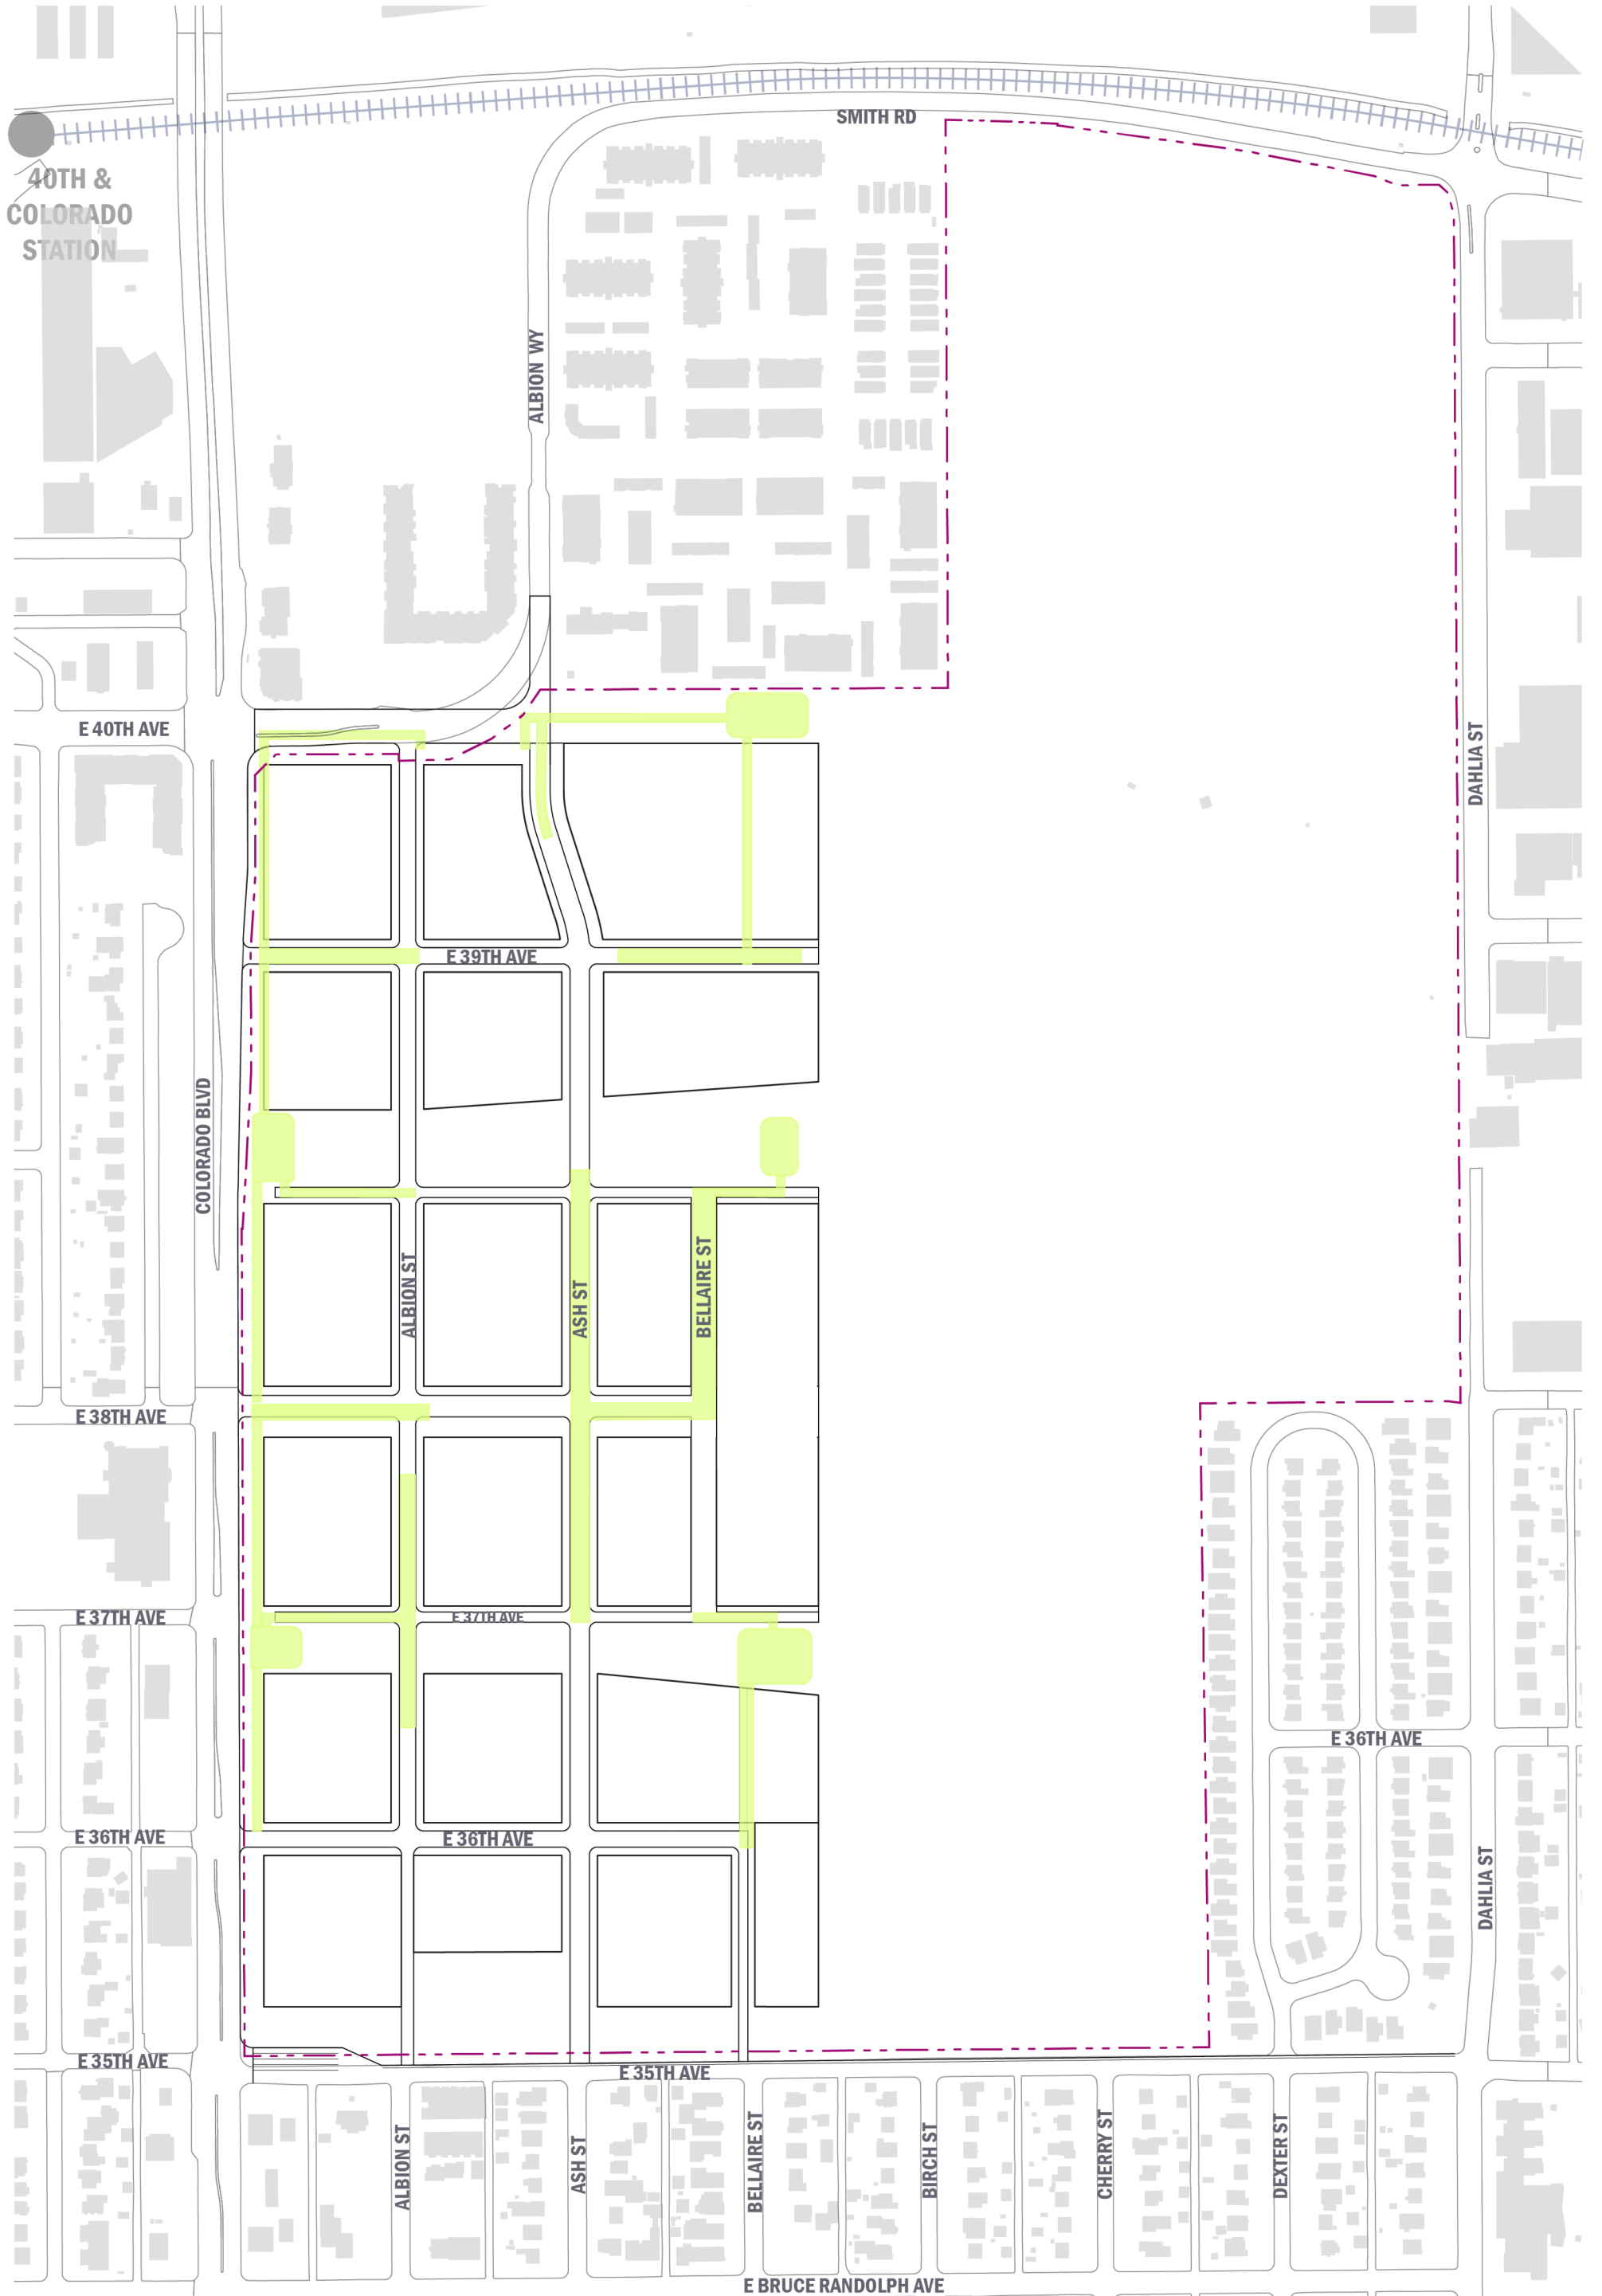 SMITH RD
40TH &
COLORADO
STATION
ALBION WY
E 40TH AVE
DAHLIA ST
E 39TH AVE
COLORADO BLVD
ALBION ST
ASH ST
BELLAIRE ST
E 38TH AVE
E 37TH AVE
E 37TH AVE
E 36TH AVE
E 36TH AVE
E 36TH AVE
DAHLIA ST
E 35TH AVE
E 35TH AVE
ALBION ST
ASH ST
BELLAIRE ST
BIRCH ST
CHERRY ST
DEXTER ST
E BRUCE RANDOLPH AVE